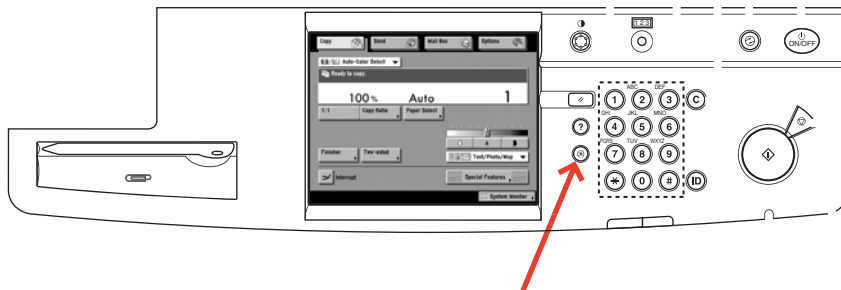 1 2 3
ON/OFF
Copy Send Mail Box Options
Auto-Color Select
Ready to copy.
100 % Auto 1
1:1 Copy Ratio Paper Select
A
Finisher Two-sided Text/Photo/Map
Interrupt Special Features
System Monitor
ABC DEF
1 2 3 C
GHI JKL MNO
? 4 5 6
PQRS TUV WXYZ
7 8 9
* 0 # ID